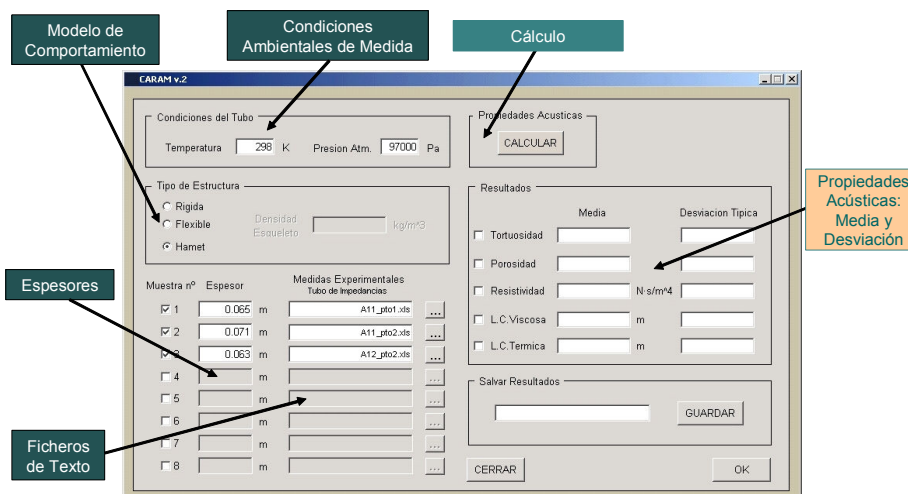 Modelo de
Comportamiento
Condiciones
Ambientales de Medida
Cálculo
CARAM v.2
Condiciones del Tubo
Temperatura 298 K Presion Atm. 97000 Pa
Propiedades Acusticas
CALCULAR
Tipo de Estructura
Rigida
Flexible
Hamet
Densidad
Esqueleto
kg/m^3
Resultados
Media Desviacion Tipica
Tortuosidad
Porosidad
Resistividad N·s/m^4
L.C.Viscosa m
L.C.Termica m
Propiedades
Acústicas:
Media y
Desviación
Espesores
Muestra nº Espesor Medidas Experimentales
Tubo de Impedancias
1 0.065 m A11_pto1.xls ...
2 0.071 m A11_pto2.xls ...
3 0.063 m A12_pto2.xls ...
4 m ...
5 m ...
6 m ...
7 m ...
8 m ...
Ficheros
de Texto
Salvar Resultados
GUARDAR
CERRAR OK